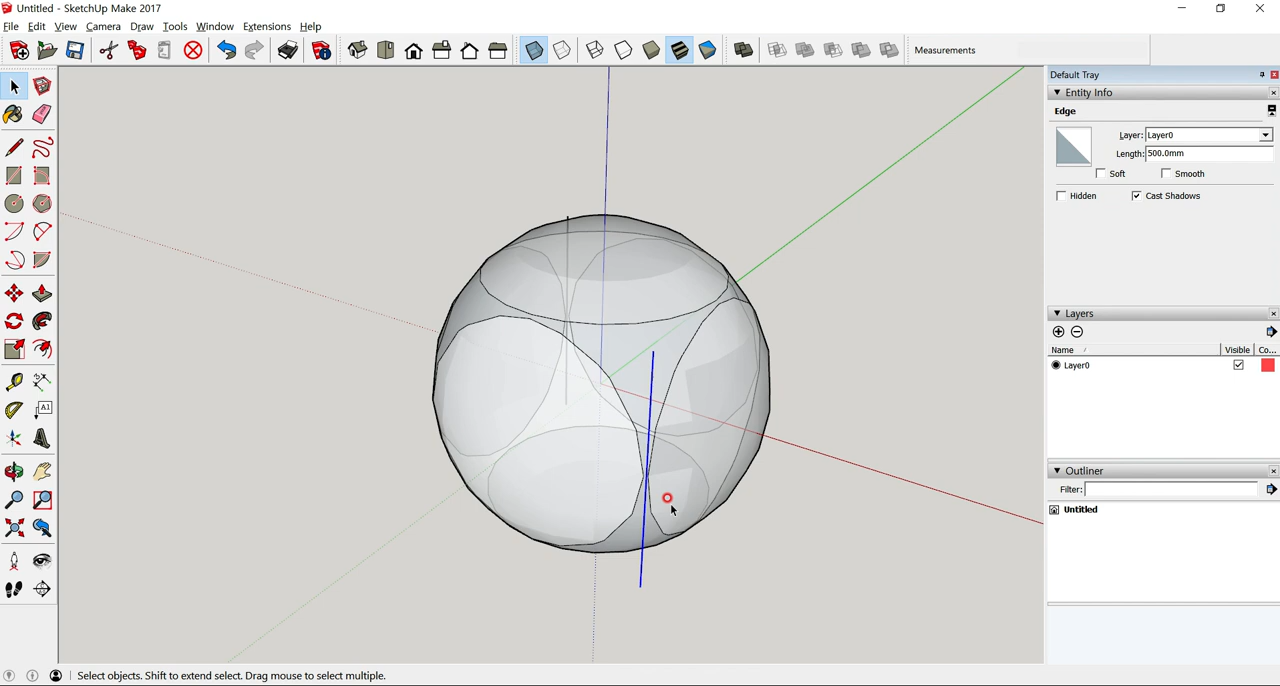 Untitled - SketchUp Make 2017
File Edit View Camera Draw Tools Window Extensions Help
Measurements
Default Tray
Entity Info
Edge
Layer: Layer0
Length: 500.0mm
Soft Smooth
Hidden Cast Shadows
Layers
Name Visible Co...
Layer0
Outliner
Filter:
Untitled
A1
Select objects. Shift to extend select. Drag mouse to select multiple.